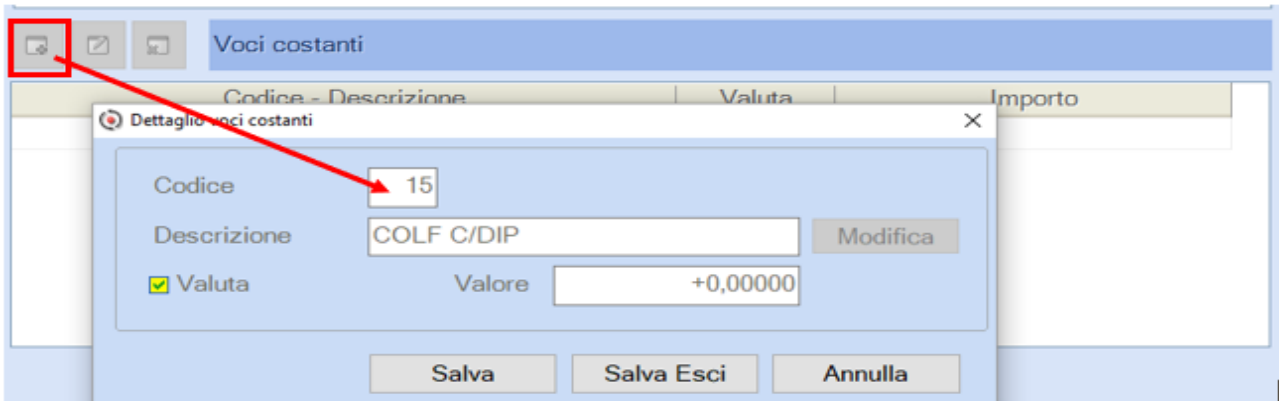 Voci costanti
Codice - Descrizione Valuta Importo
Dettaglio voci costanti
Codice 15
Descrizione COLF C/DIP Modifica
Valuta Valore +0,00000
Salva Salva Esci Annulla